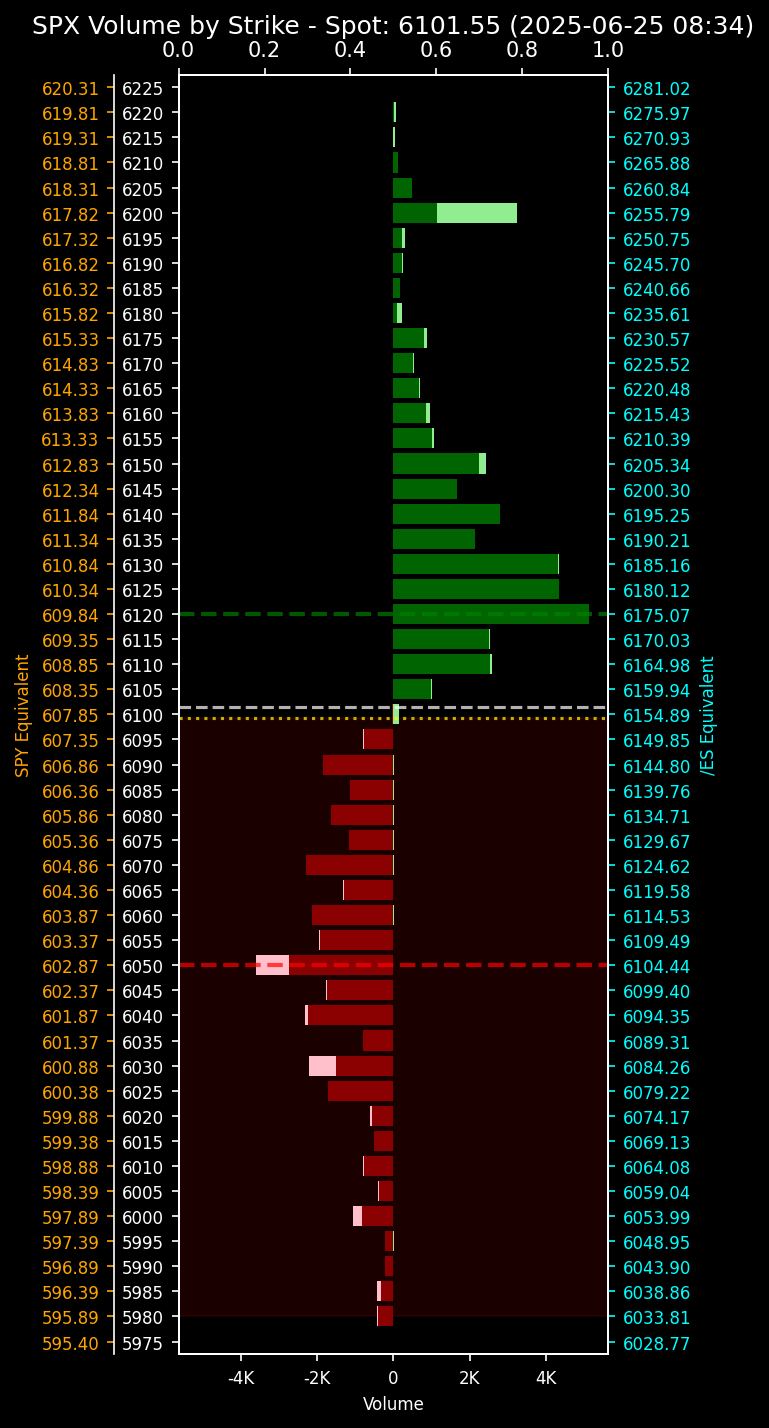 SPX Volume by Strike - Spot: 6101.55 (2025-06-25 08:34)
0.0 0.2 0.4 0.6 0.8 1.0
620.31 6225 6281.02
619.81 6220 6275.97
619.31 6215 6270.93
618.81 6210 6265.88
618.31 6205 6260.84
617.82 6200 6255.79
617.32 6195 6250.75
616.82 6190 6245.70
616.32 6185 6240.66
615.82 6180 6235.61
615.33 6175 6230.57
614.83 6170 6225.52
614.33 6165 6220.48
613.83 6160 6215.43
613.33 6155 6210.39
612.83 6150 6205.34
612.34 6145 6200.30
611.84 6140 6195.25
611.34 6135 6190.21
610.84 6130 6185.16
610.34 6125 6180.12
609.84 6120 6175.07
609.35 6115 6170.03
608.85 6110 6164.98
608.35 6105 6159.94
607.85 6100 6154.89
607.35 6095 6149.85
606.86 6090 6144.80
606.36 6085 6139.76
605.86 6080 6134.71
605.36 6075 6129.67
604.86 6070 6124.62
604.36 6065 6119.58
603.87 6060 6114.53
603.37 6055 6109.49
602.87 6050 6104.44
602.37 6045 6099.40
601.87 6040 6094.35
601.37 6035 6089.31
600.88 6030 6084.26
600.38 6025 6079.22
599.88 6020 6074.17
599.38 6015 6069.13
598.88 6010 6064.08
598.39 6005 6059.04
597.89 6000 6053.99
597.39 5995 6048.95
596.89 5990 6043.90
596.39 5985 6038.86
595.89 5980 6033.81
595.40 5975 6028.77
SPY Equivalent
/ES Equivalent
-4K -2K 0 2K 4K
Volume